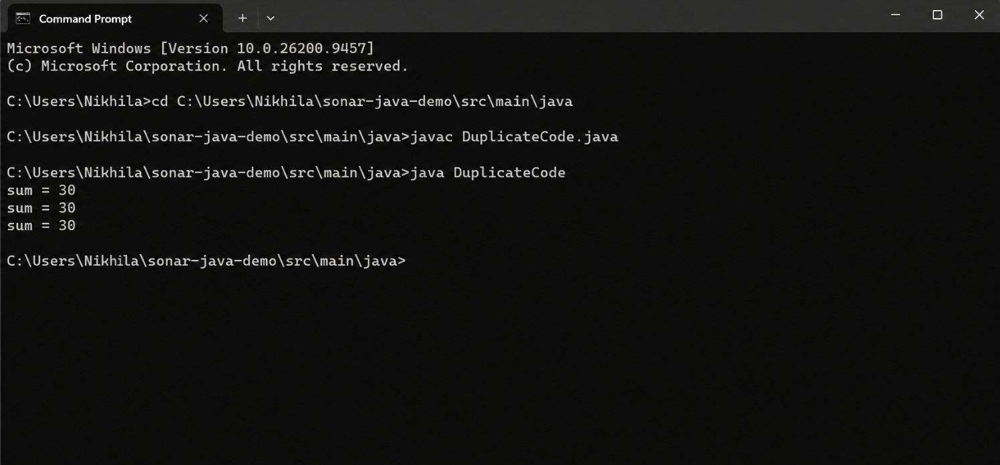 Command Prompt
Microsoft Windows [Version 10.0.26200.9457]
(c) Microsoft Corporation. All rights reserved.
C:\Users\Nikhila>cd C:\Users\Nikhila\sonar-java-demo\src\main\java
C:\Users\Nikhila\sonar-java-demo\src\main\java>javac DuplicateCode.java
C:\Users\Nikhila\sonar-java-demo\src\main\java>java DuplicateCode
sum = 30
sum = 30
sum = 30
C:\Users\Nikhila\sonar-java-demo\src\main\java>